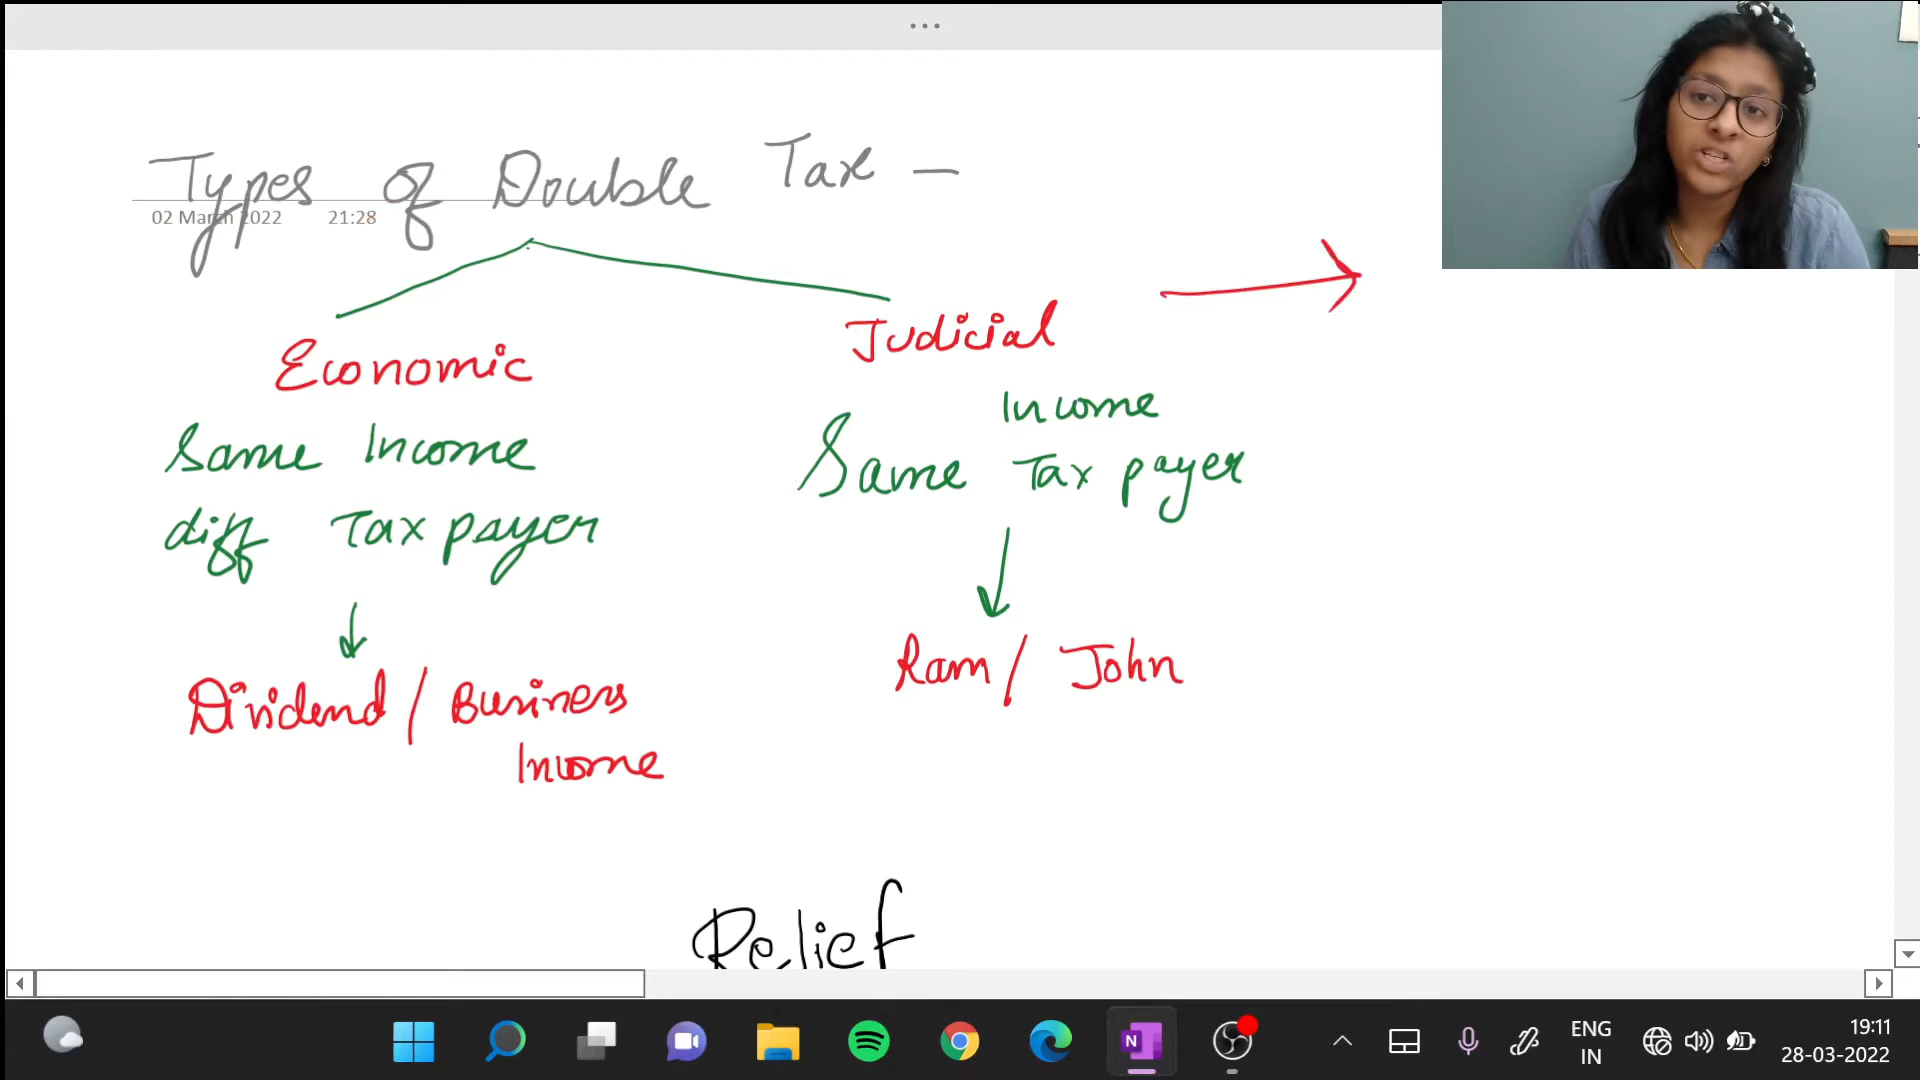 Types of Double Tax —
02 March 2022 21:28
Economic
Same Income
diff Tax payer
Dividend / Business
Income
Judicial
Income
Same Tax payer
Ram / John
Relief
ENG
IN
19:11
28-03-2022